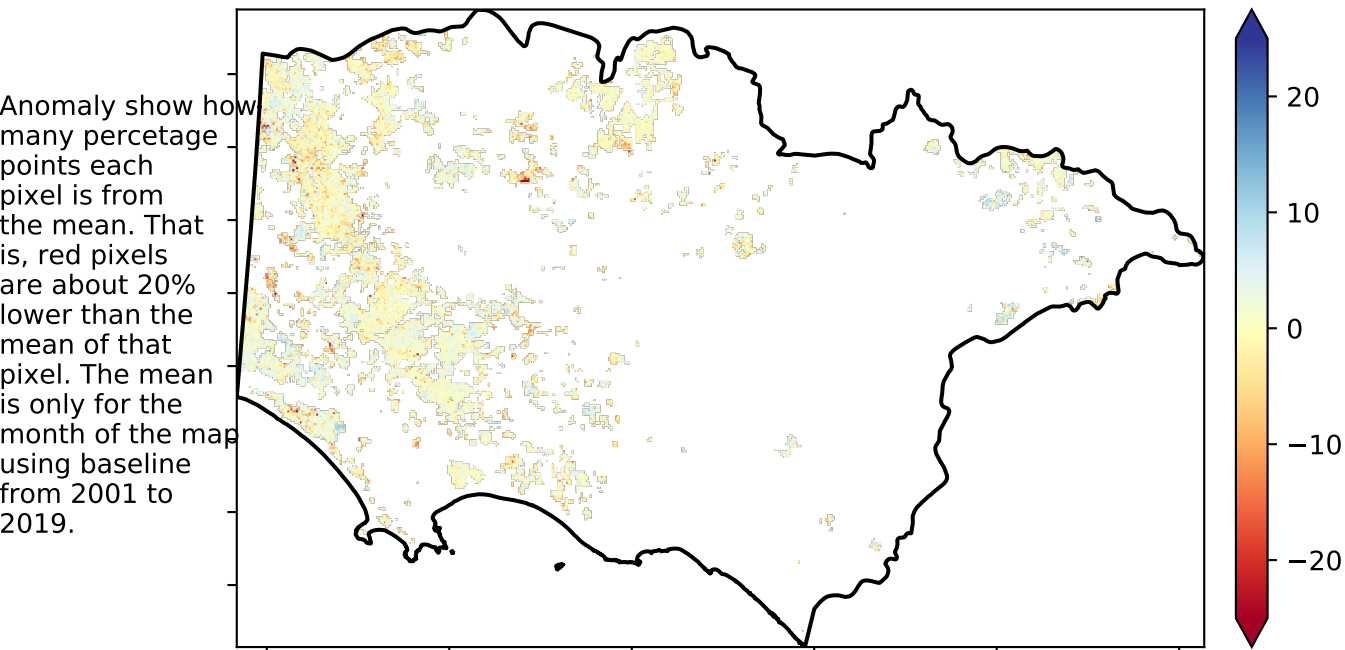 Anomaly show how
many percetage
points each
pixel is from
the mean. That
is, red pixels
are about 20%
lower than the
mean of that
pixel. The mean
is only for the
month of the map
using baseline
from 2001 to
2019.
20
10
0
−10
−20